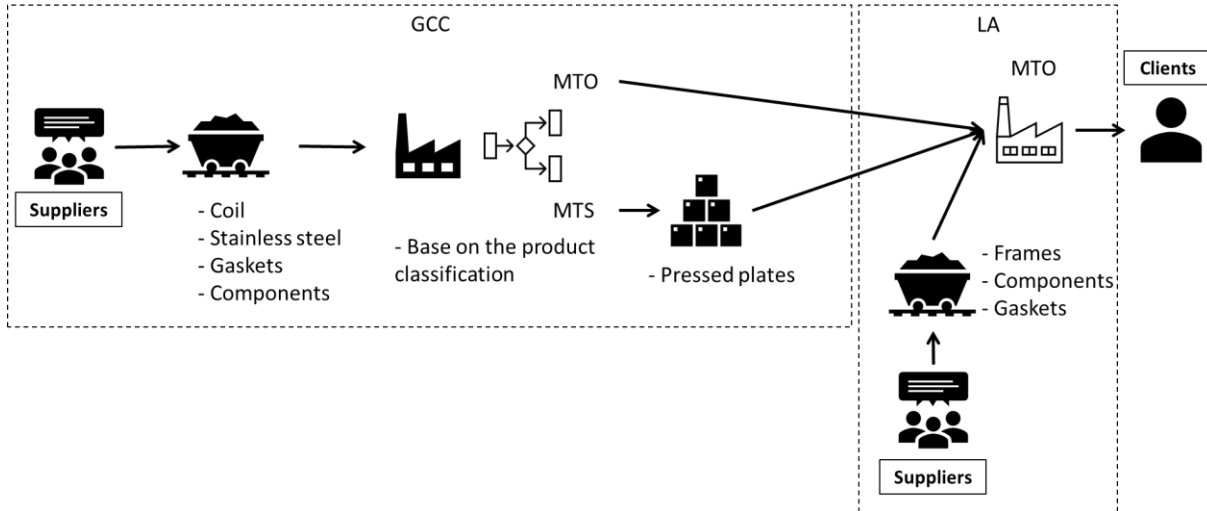 GCC
LA
MTO
MTO
Clients
Suppliers
- Coil
- Stainless steel
- Gaskets
- Components
MTS
- Base on the product
classification
- Pressed plates
- Frames
- Components
- Gaskets
Suppliers